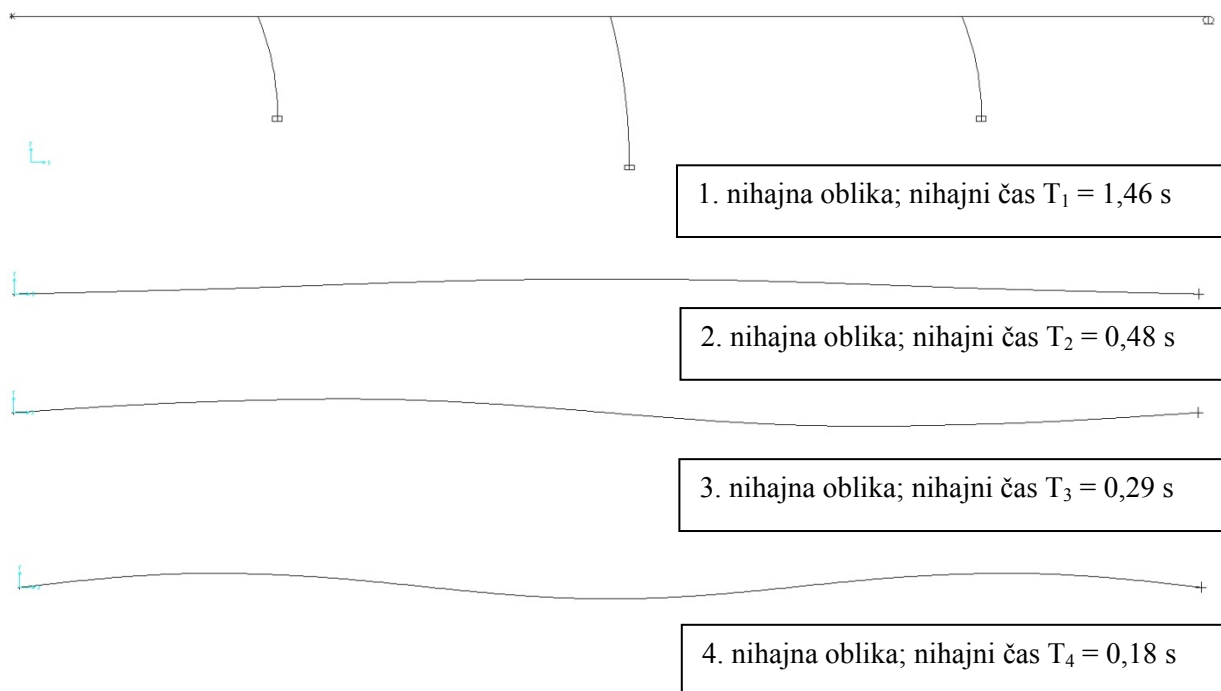 1. nihajna oblika; nihajni čas T₁ = 1,46 s
2. nihajna oblika; nihajni čas T₂ = 0,48 s
3. nihajna oblika; nihajni čas T₃ = 0,29 s
4. nihajna oblika; nihajni čas T₄ = 0,18 s